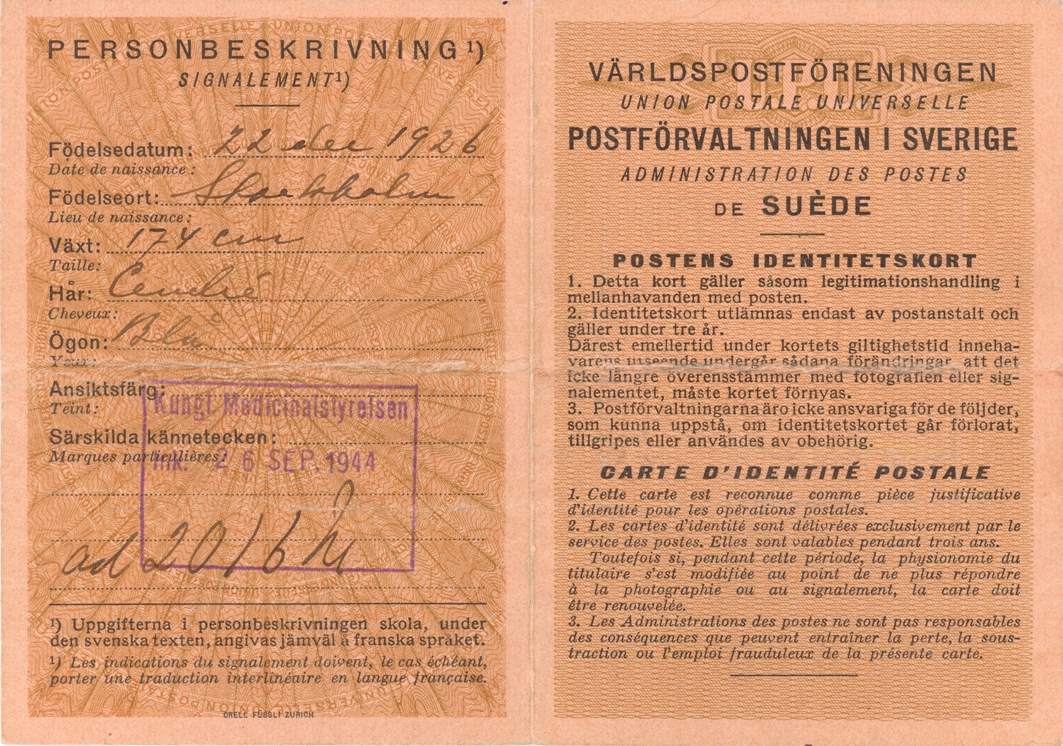 PERSONBESKRIVNING ¹)
SIGNALEMENT¹)
Födelsedatum: 22 dec 1926
Date de naissance:
Födelseort: Stockholm
Lieu de naissance:
Växt: 174 cm
Taille:
Hår: Cendré
Cheveux:
Ögon: Blå
Yeux:
Ansiktsfärg:
Teint:
Kungl. Medicinalstyrelsen
Särskilda kännetecken:
Marques particulières:
Ink. 26 SEP. 1944
ad 20/6 M
¹) Uppgifterna i personbeskrivningen skola, under
den svenska texten, angivas jämväl å franska språket.
¹) Les indications du signalement doivent, le cas échéant,
porter une traduction interlinéaire en langue française.
ORELL FÜSSLI ZURICH
VÄRLDSPOSTFÖRENINGEN
UNION POSTALE UNIVERSELLE
POSTFÖRVALTNINGEN I SVERIGE
ADMINISTRATION DES POSTES
DE SUÈDE
POSTENS IDENTITETSKORT
1. Detta kort gäller såsom legitimationshandling i
mellanhavanden med posten.
2. Identitetskort utlämnas endast av postanstalt och
gäller under tre år.
Därest emellertid under kortets giltighetstid inneha-
varens utseende undergår sådana förändringar, att det
icke längre överensstämmer med fotografien eller sig-
nalementet, måste kortet förnyas.
3. Postförvaltningarna äro icke ansvariga för de följder,
som kunna uppstå, om identitetskortet går förlorat,
tillgripes eller användes av obehörig.
CARTE D'IDENTITÉ POSTALE
1. Cette carte est reconnue comme pièce justificative
d'identité pour les opérations postales.
2. Les cartes d'identité sont délivrées exclusivement par le
service des postes. Elles sont valables pendant trois ans.
Toutefois si, pendant cette période, la physionomie du
titulaire s'est modifiée au point de ne plus répondre
à la photographie ou au signalement, la carte doit
être renouvelée.
3. Les Administrations des postes ne sont pas responsables
des conséquences que peuvent entraîner la perte, la sous-
traction ou l'emploi frauduleux de la présente carte.